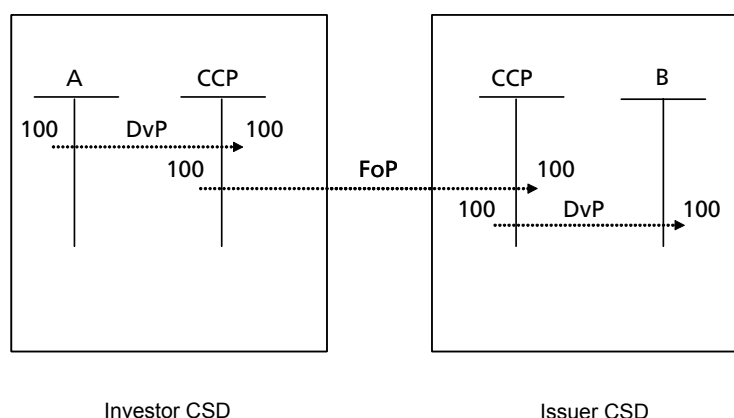 A CCP CCP B
100 DvP 100
100 FoP 100
100 DvP 100
Investor CSD Issuer CSD